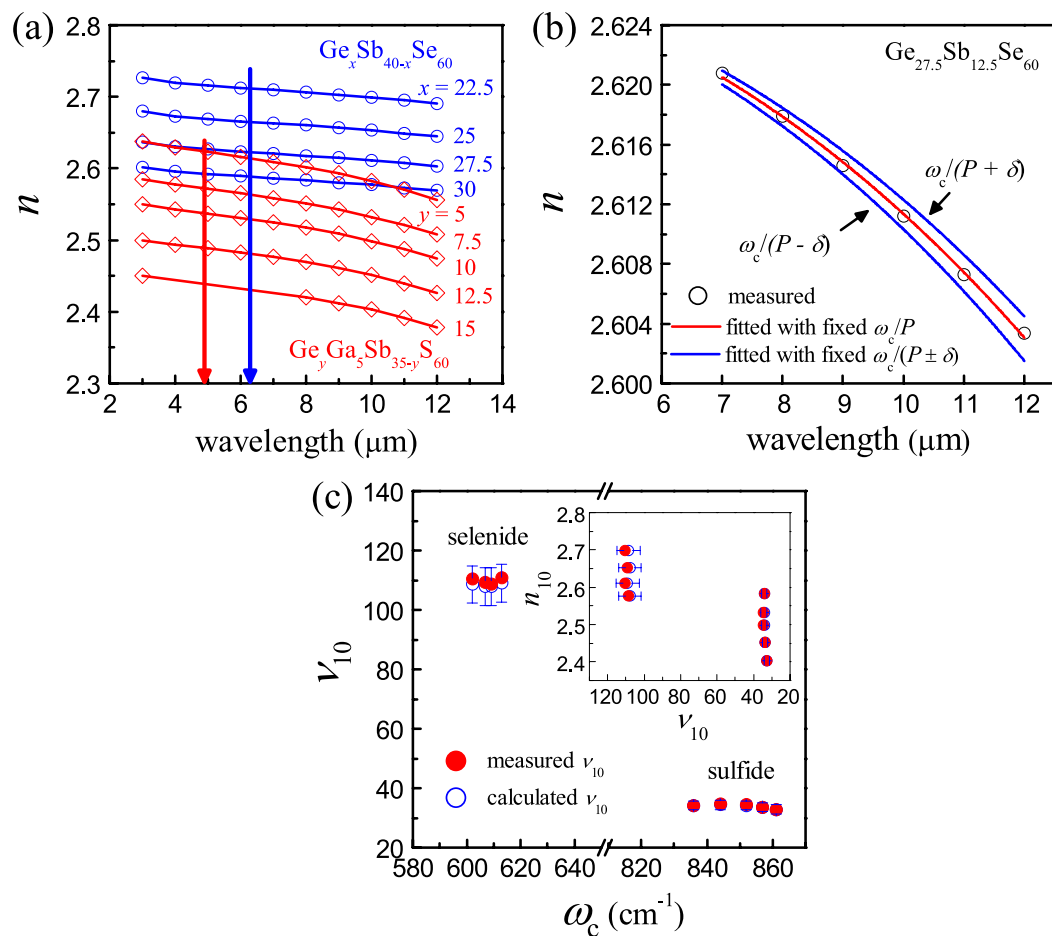 (a)
2.8
2.7
2.6
2.5
2.4
2.3
n
GexSb40-xSe60
x = 22.5
25
27.5
30
y = 5
7.5
10
12.5
15
GeyGa5Sb35-yS60
2 4 6 8 10 12 14
wavelength (μm)
(b)
2.624
2.620
2.616
2.612
2.608
2.604
2.600
n
Ge27.5Sb12.5Se60
ωc/(P + δ)
ωc/(P - δ)
measured
fitted with fixed ωc/P
fitted with fixed ωc/(P ± δ)
6 7 8 9 10 11 12
wavelength (μm)
(c)
140
120
100
80
60
40
20
ν10
selenide
measured ν10
calculated ν10
sulfide
2.8
2.7
2.6
2.5
2.4
n10
120 100 80 60 40 20
ν10
580 600 620 640 820 840 860
ωc (cm-1)